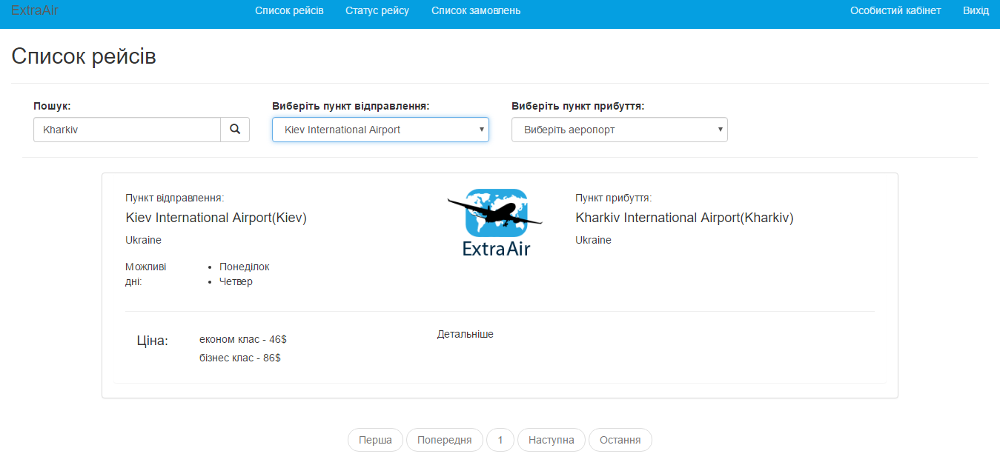 ExtraAir Список рейсів Статус рейсу Список замовлень Особистий кабінет Вихід
Список рейсів
Пошук: Виберіть пункт відправлення: Виберіть пункт прибуття:
Kharkiv Kiev International Airport Виберіть аеропорт
Пункт відправлення:
Kiev International Airport(Kiev)
Ukraine
Можливі
дні:
Понеділок
Четвер
ExtraAir
Пункт прибуття:
Kharkiv International Airport(Kharkiv)
Ukraine
Ціна:
економ клас - 46$
бізнес клас - 86$
Детальніше
Перша Попередня 1 Наступна Остання